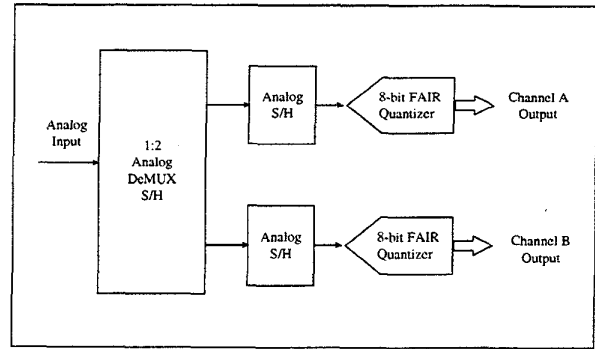 Analog
Input
1:2
Analog
DeMUX
S/H
Analog
S/H
8-bit FAIR
Quantizer
Channel A
Output
Analog
S/H
8-bit FAIR
Quantizer
Channel B
Output